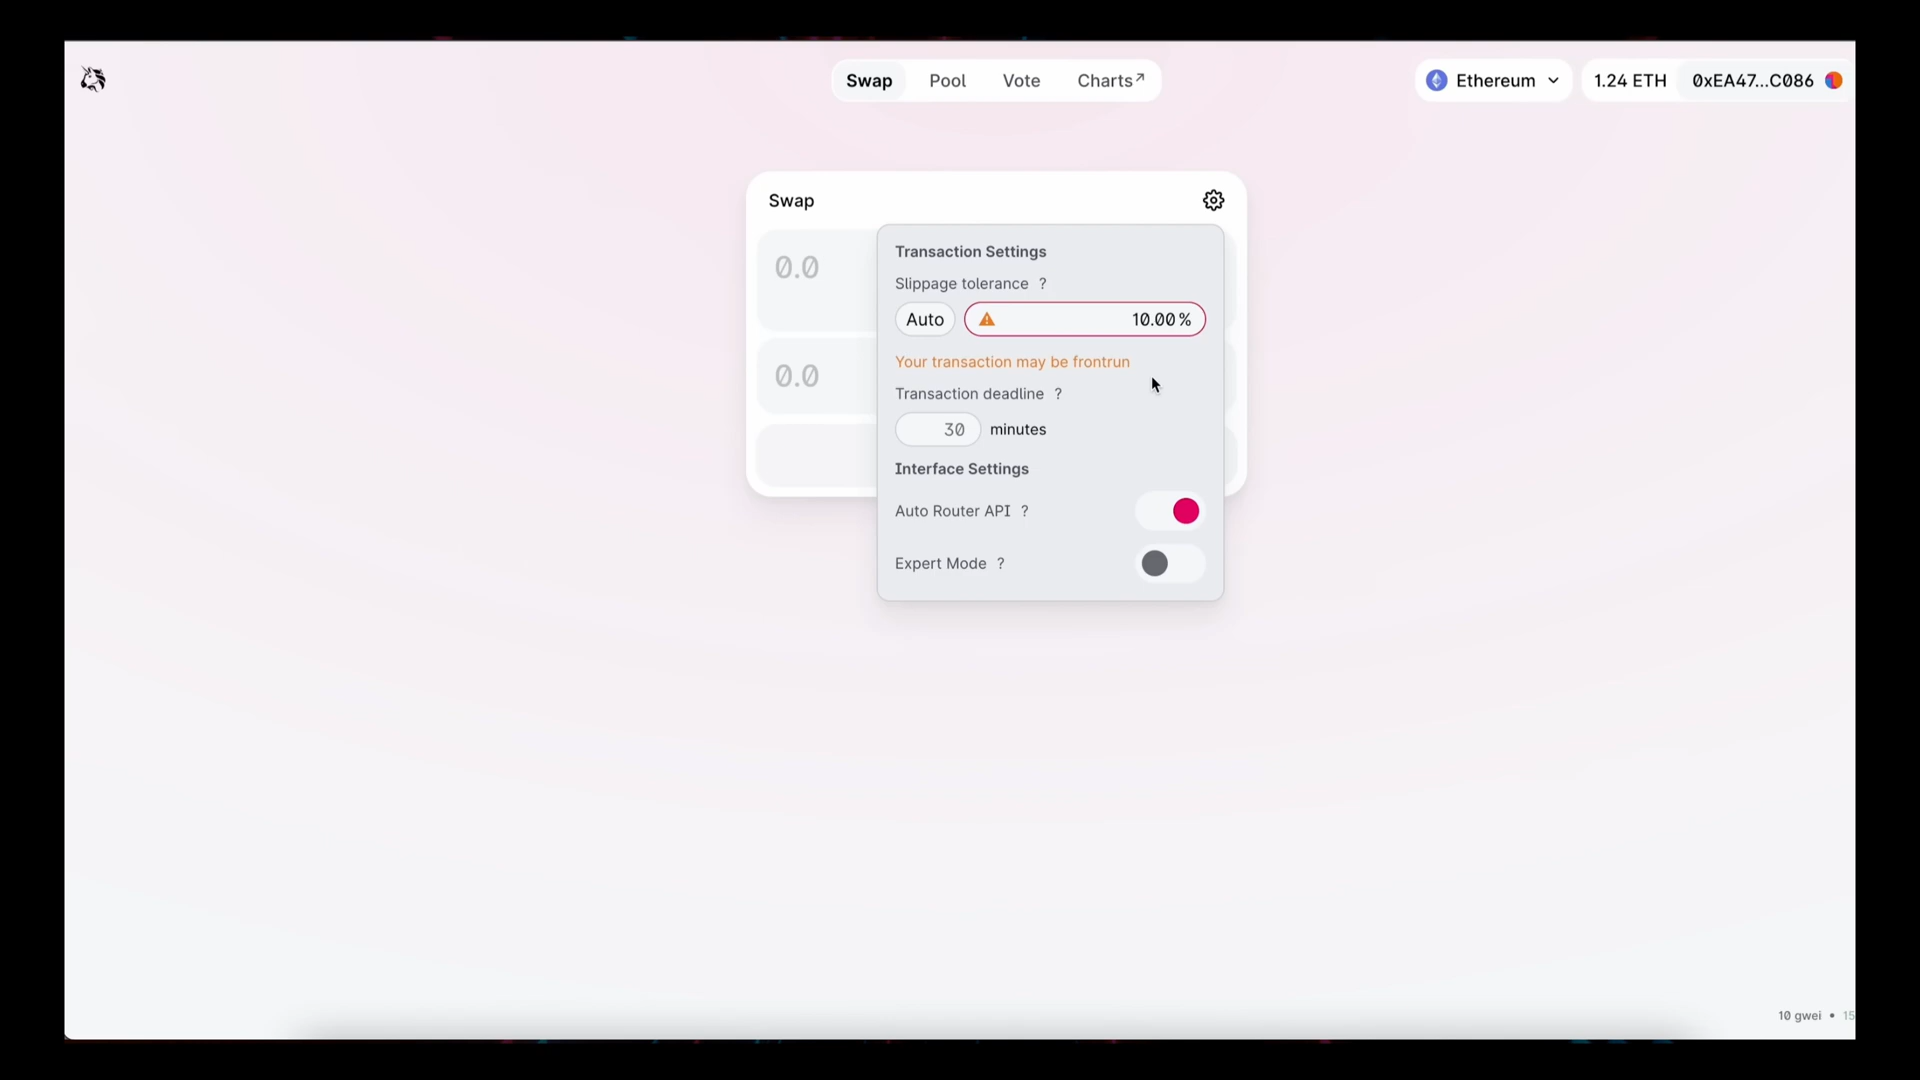 Swap Pool Vote Charts↗ Ethereum 1.24 ETH 0xEA47...C086
Swap
0.0
0.0
Transaction Settings
Slippage tolerance ?
Auto 10.00 %
Your transaction may be frontrun
Transaction deadline ?
30 minutes
Interface Settings
Auto Router API ?
Expert Mode ?
10 gwei • 15